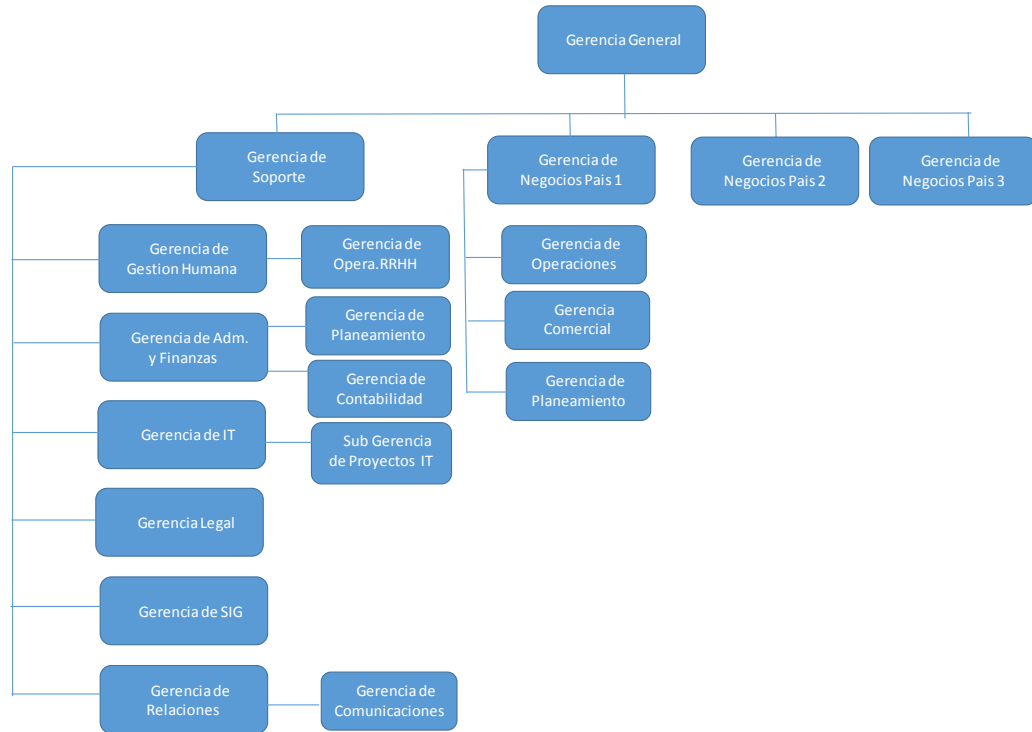 Gerencia General
Gerencia de
Soporte
Gerencia de
Negocios Pais 1
Gerencia de
Negocios Pais 2
Gerencia de
Negocios Pais 3
Gerencia de
Gestion Humana
Gerencia de
Opera.RRHH
Gerencia de
Operaciones
Gerencia de Adm.
y Finanzas
Gerencia de
Planeamiento
Gerencia
Comercial
Gerencia de
Contabilidad
Gerencia de
Planeamiento
Gerencia de IT
Sub Gerencia
de Proyectos IT
Gerencia Legal
Gerencia de SIG
Gerencia de
Relaciones
Gerencia de
Comunicaciones